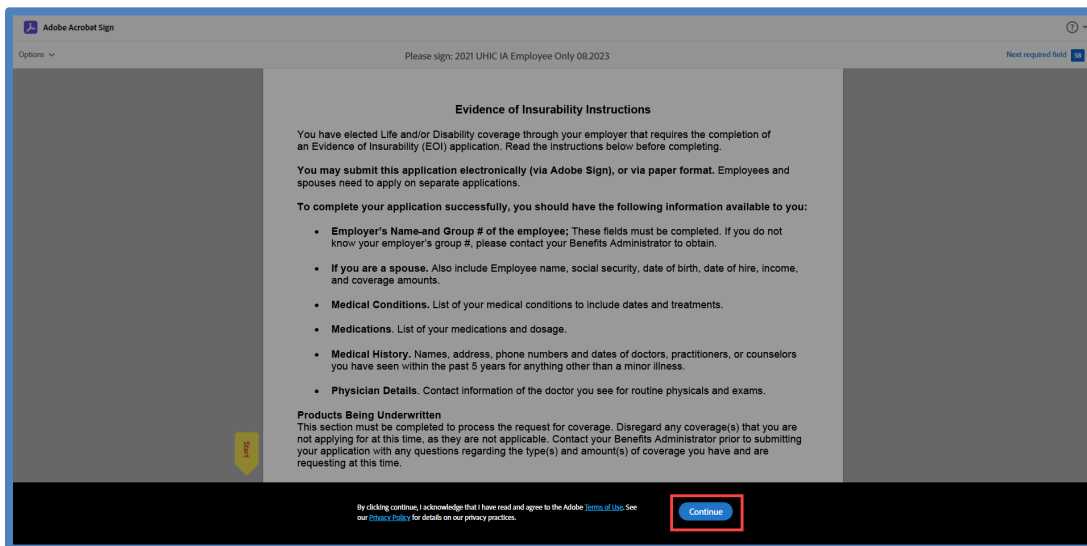 Adobe Acrobat Sign
Options
Please sign: 2021 UHIC IA Employee Only 08.2023
Next required field 58
Evidence of Insurability Instructions
You have elected Life and/or Disability coverage through your employer that requires the completion of
an Evidence of Insurability (EOI) application. Read the instructions below before completing.
You may submit this application electronically (via Adobe Sign), or via paper format. Employees and
spouses need to apply on separate applications.
To complete your application successfully, you should have the following information available to you:
• Employer's Name-and Group # of the employee; These fields must be completed. If you do not
know your employer's group #, please contact your Benefits Administrator to obtain.
• If you are a spouse. Also include Employee name, social security, date of birth, date of hire, income,
and coverage amounts.
• Medical Conditions. List of your medical conditions to include dates and treatments.
• Medications. List of your medications and dosage.
• Medical History. Names, address, phone numbers and dates of doctors, practitioners, or counselors
you have seen within the past 5 years for anything other than a minor illness.
• Physician Details. Contact information of the doctor you see for routine physicals and exams.
Products Being Underwritten
This section must be completed to process the request for coverage. Disregard any coverage(s) that you are
not applying for at this time, as they are not applicable. Contact your Benefits Administrator prior to submitting
your application with any questions regarding the type(s) and amount(s) of coverage you have and are
requesting at this time.
Start
By clicking continue, I acknowledge that I have read and agree to the Adobe Terms of Use. See
our Privacy Policy for details on our privacy practices.
Continue